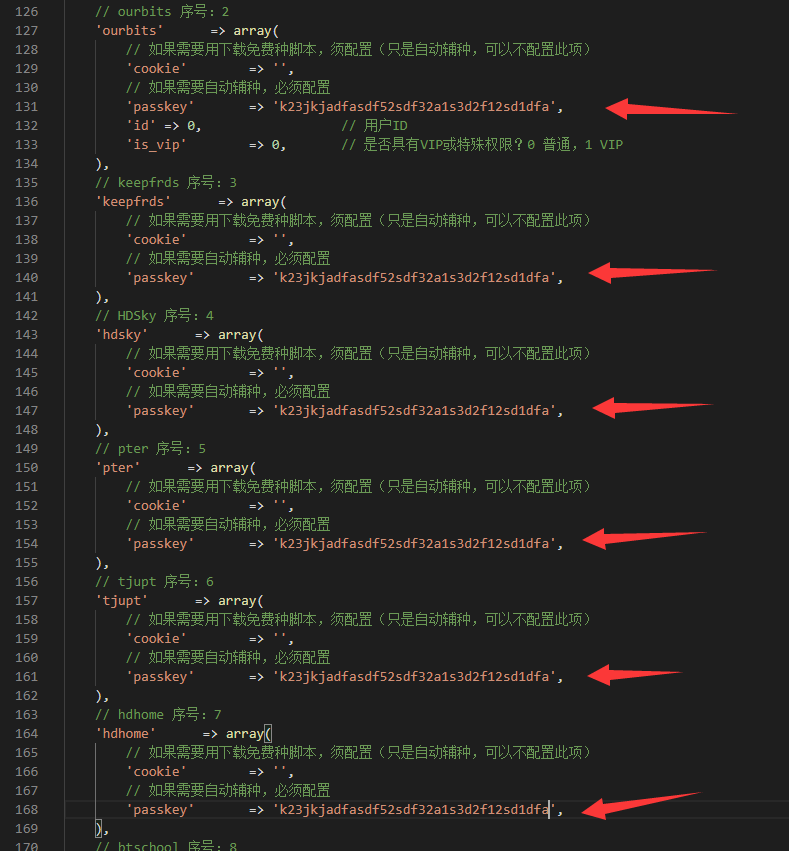 126 // ourbits 序号：2
127 'ourbits' => array(
128 // 如果需要用下载免费种脚本，须配置（只是自动辅种，可以不配置此项）
129 'cookie' => '',
130 // 如果需要自动辅种，必须配置
131 'passkey' => 'k23jkjadfasdf52sdf32a1s3d2f12sd1dfa',
132 'id' => 0, // 用户ID
133 'is_vip' => 0, // 是否具有VIP或特殊权限？0 普通，1 VIP
134 ),
135 // keepfrds 序号：3
136 'keepfrds' => array(
137 // 如果需要用下载免费种脚本，须配置（只是自动辅种，可以不配置此项）
138 'cookie' => '',
139 // 如果需要自动辅种，必须配置
140 'passkey' => 'k23jkjadfasdf52sdf32a1s3d2f12sd1dfa',
141 ),
142 // HDSky 序号：4
143 'hdsky' => array(
144 // 如果需要用下载免费种脚本，须配置（只是自动辅种，可以不配置此项）
145 'cookie' => '',
146 // 如果需要自动辅种，必须配置
147 'passkey' => 'k23jkjadfasdf52sdf32a1s3d2f12sd1dfa',
148 ),
149 // pter 序号：5
150 'pter' => array(
151 // 如果需要用下载免费种脚本，须配置（只是自动辅种，可以不配置此项）
152 'cookie' => '',
153 // 如果需要自动辅种，必须配置
154 'passkey' => 'k23jkjadfasdf52sdf32a1s3d2f12sd1dfa',
155 ),
156 // tjupt 序号：6
157 'tjupt' => array(
158 // 如果需要用下载免费种脚本，须配置（只是自动辅种，可以不配置此项）
159 'cookie' => '',
160 // 如果需要自动辅种，必须配置
161 'passkey' => 'k23jkjadfasdf52sdf32a1s3d2f12sd1dfa',
162 ),
163 // hdhome 序号：7
164 'hdhome' => array(
165 // 如果需要用下载免费种脚本，须配置（只是自动辅种，可以不配置此项）
166 'cookie' => '',
167 // 如果需要自动辅种，必须配置
168 'passkey' => 'k23jkjadfasdf52sdf32a1s3d2f12sd1dfa',
169 ),
170 // htschool 序号：8